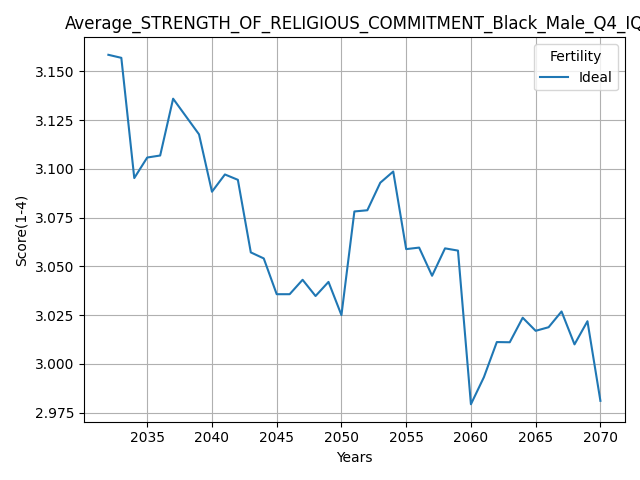 Average_STRENGTH_OF_RELIGIOUS_COMMITMENT_Black_Male_Q4_IQ
Fertility
Ideal
3.150
3.125
3.100
3.075
3.050
3.025
3.000
2.975
Score(1-4)
2035 2040 2045 2050 2055 2060 2065 2070
Years